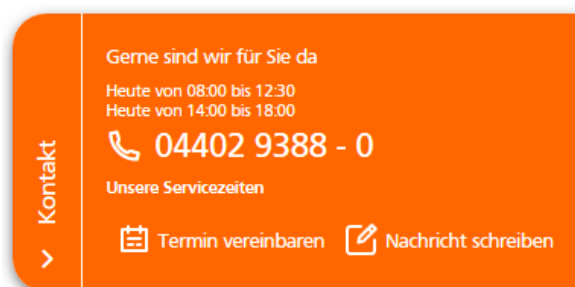 Gerne sind wir für Sie da
Heute von 08:00 bis 12:30
Heute von 14:00 bis 18:00
04402 9388 - 0
Unsere Servicezeiten
Termin vereinbaren
Nachricht schreiben
Kontakt